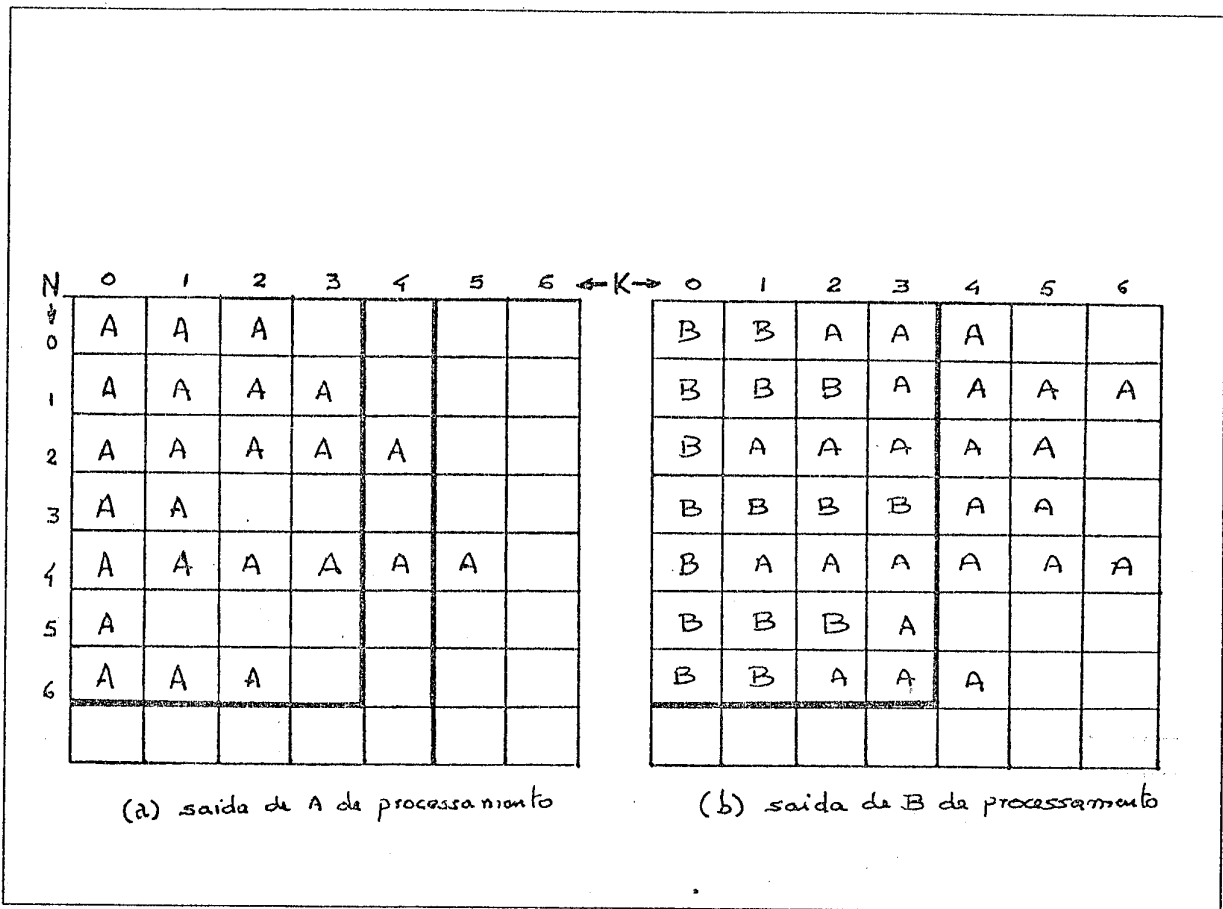 N 0 1 2 3 4 5 6 ←K→ 0 1 2 3 4 5 6
0 A A A B B A A A
1 A A A A B B B A A A A
2 A A A A A B A A A A A
3 A A B B B B A A
4 A A A A A A B A A A A A A
5 A B B B A
6 A A A B B A A A
(a) saida de A de processamento (b) saida de B de processamento